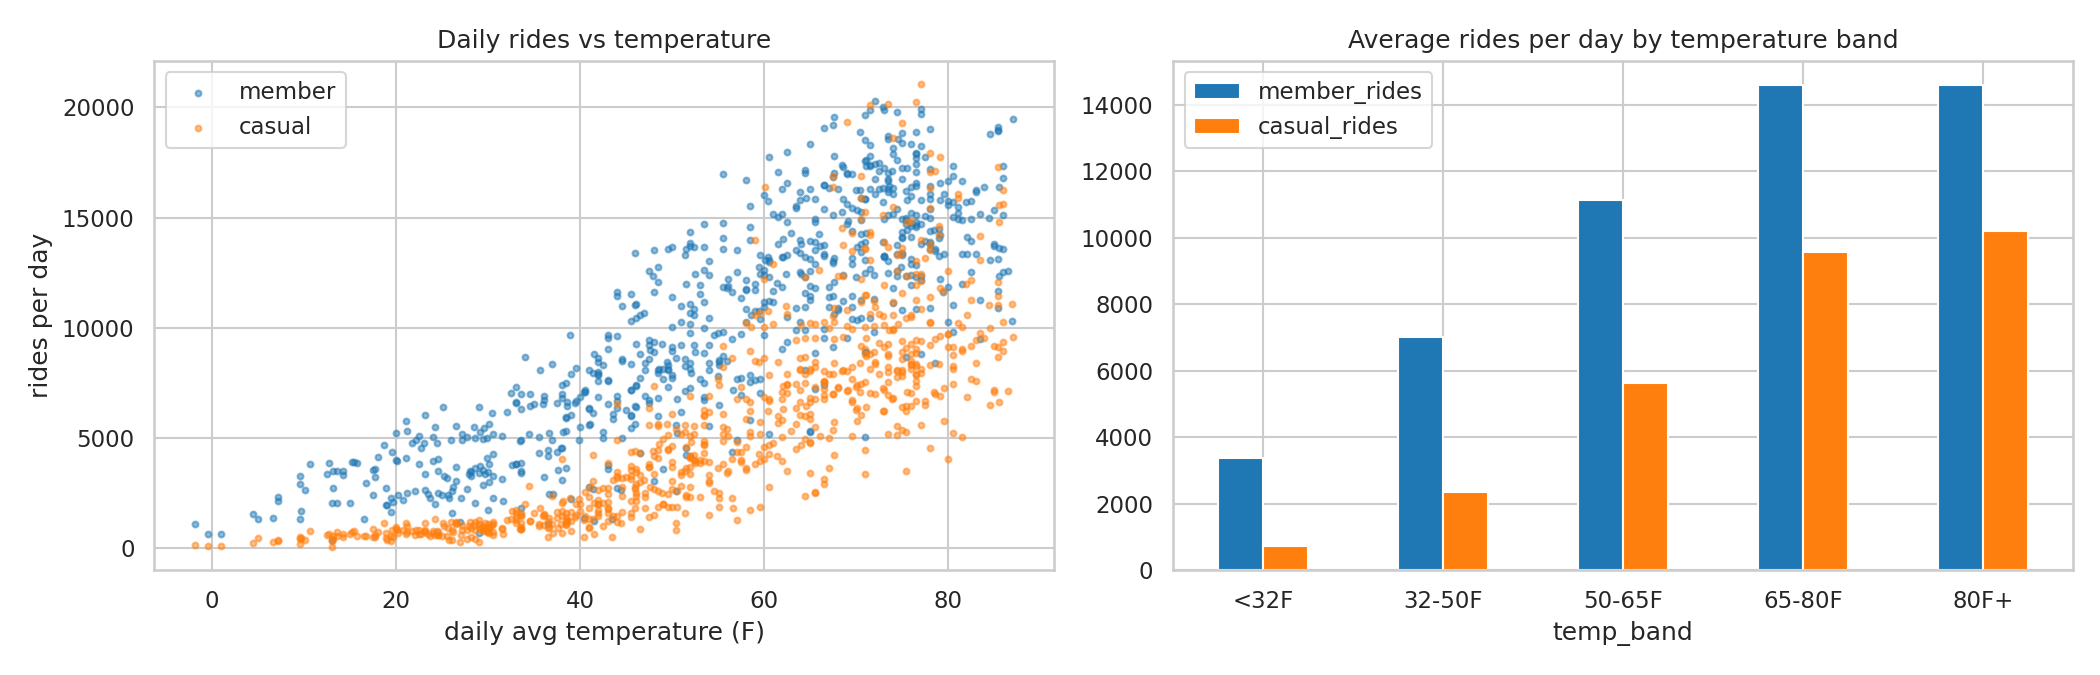 Daily rides vs temperature
member
casual
20000
15000
10000
5000
0
rides per day
0 20 40 60 80
daily avg temperature (F)
Average rides per day by temperature band
member_rides
casual_rides
14000
12000
10000
8000
6000
4000
2000
0
<32F 32-50F 50-65F 65-80F 80F+
temp_band